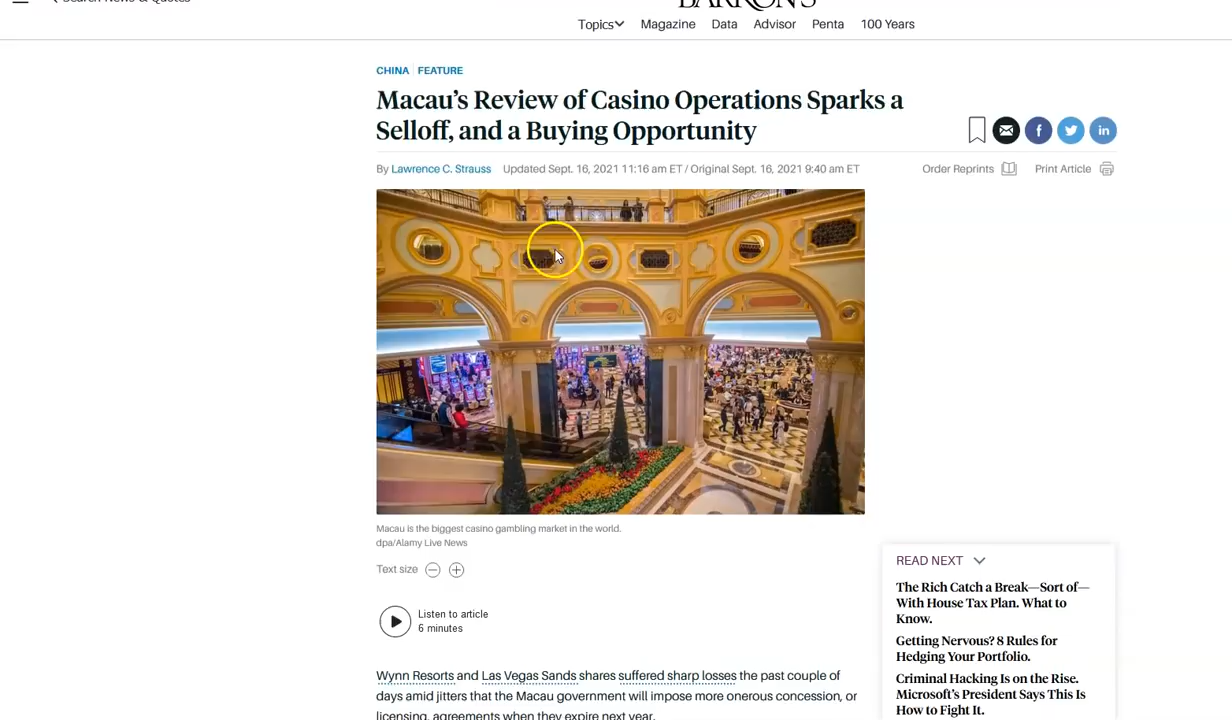 Search News & Quotes
BARRON'S
Topics Magazine Data Advisor Penta 100 Years
CHINA FEATURE
Macau’s Review of Casino Operations Sparks a
Selloff, and a Buying Opportunity
By Lawrence C. Strauss Updated Sept. 16, 2021 11:16 am ET / Original Sept. 16, 2021 9:40 am ET
Order Reprints Print Article
Macau is the biggest casino gambling market in the world.
dpa/Alamy Live News
Text size
Listen to article
6 minutes
Wynn Resorts and Las Vegas Sands shares suffered sharp losses the past couple of
days amid jitters that the Macau government will impose more onerous concession, or
licensing, agreements when they expire next year.
READ NEXT
The Rich Catch a Break—Sort of—
With House Tax Plan. What to
Know.
Getting Nervous? 8 Rules for
Hedging Your Portfolio.
Criminal Hacking Is on the Rise.
Microsoft’s President Says This Is
How to Fight It.